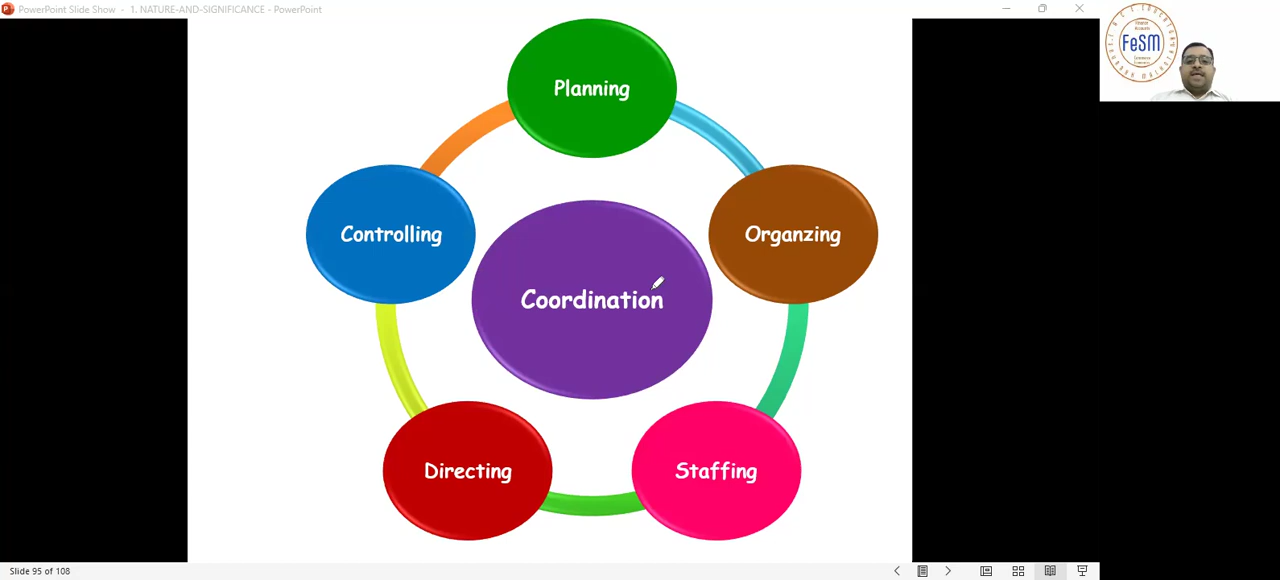 PowerPoint Slide Show - 1. NATURE-AND-SIGNIFICANCE - PowerPoint
FeSM
Planning
Controlling
Organzing
Coordination
Directing
Staffing
Slide 95 of 108